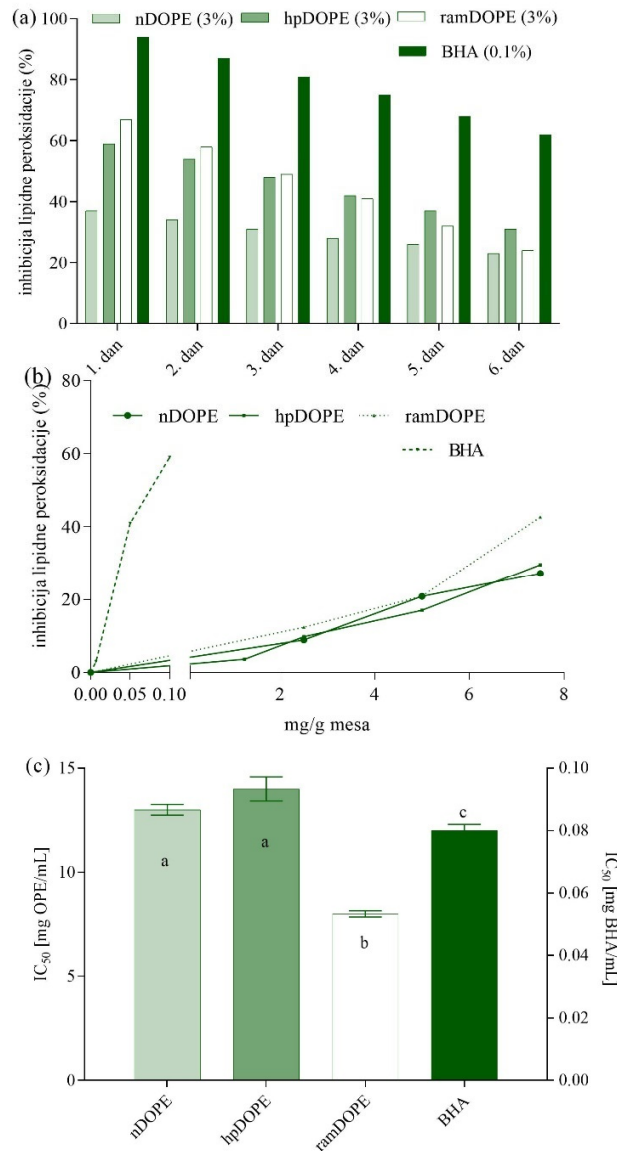 (a)
nDOPE (3%) hpDOPE (3%) ramDOPE (3%)
BHA (0.1%)
inhibicija lipidne peroksidacije (%)
100
80
60
40
20
0
1. dan 2. dan 3. dan 4. dan 5. dan 6. dan
(b)
nDOPE hpDOPE ramDOPE
BHA
inhibicija lipidne peroksidacije (%)
80
60
40
20
0
0.00 0.05 0.10 2 4 6 8
mg/g mesa
(c)
IC50 [mg OPE/mL]
15
10
5
0
a a b c
0.10
0.08
0.06
0.04
0.02
0.00
IC50 [mg BHA/mL]
nDOPE hpDOPE ramDOPE BHA